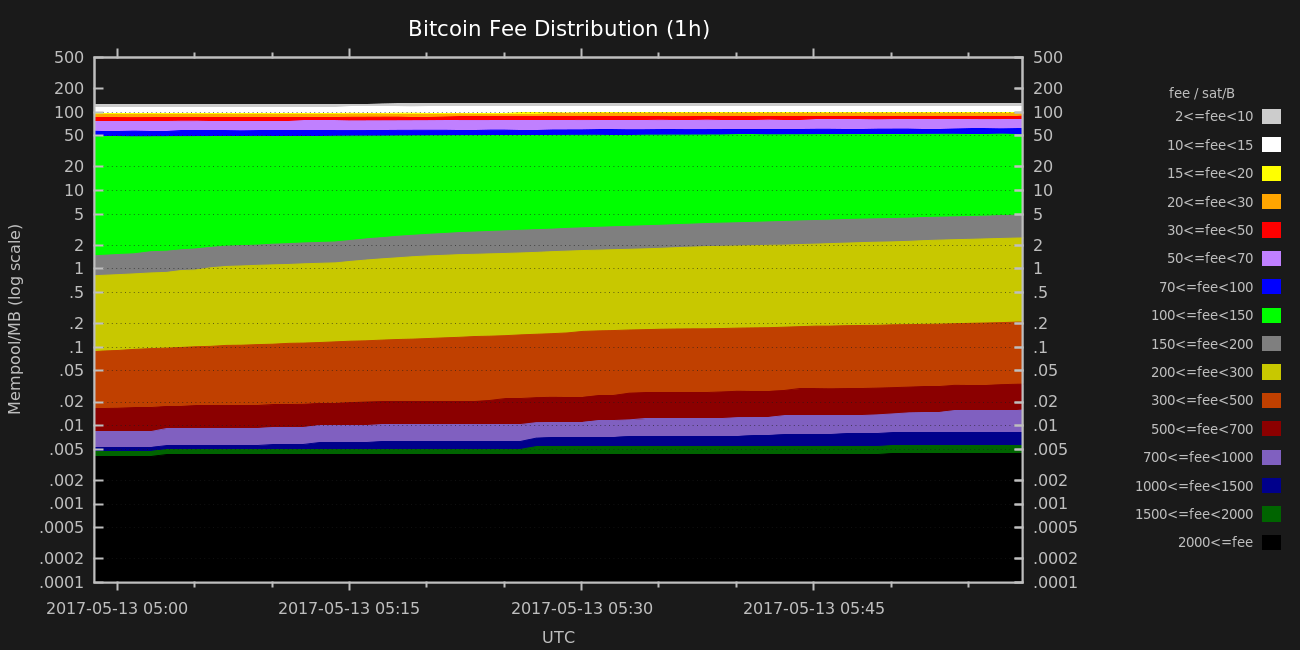 Bitcoin Fee Distribution (1h)
Mempool/MB (log scale)
500
200
100
50
20
10
5
2
1
.5
.2
.1
.05
.02
.01
.005
.002
.001
.0005
.0002
.0001
500
200
100
50
20
10
5
2
1
.5
.2
.1
.05
.02
.01
.005
.002
.001
.0005
.0002
.0001
2017-05-13 05:00
2017-05-13 05:15
2017-05-13 05:30
2017-05-13 05:45
UTC
fee / sat/B
2<=fee<10
10<=fee<15
15<=fee<20
20<=fee<30
30<=fee<50
50<=fee<70
70<=fee<100
100<=fee<150
150<=fee<200
200<=fee<300
300<=fee<500
500<=fee<700
700<=fee<1000
1000<=fee<1500
1500<=fee<2000
2000<=fee